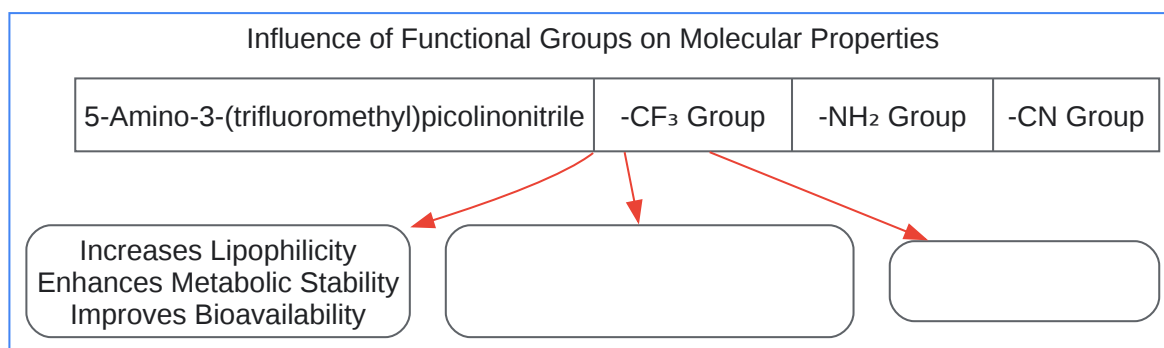 Influence of Functional Groups on Molecular Properties
5-Amino-3-(trifluoromethyl)picolinonitrile
-CF₃ Group
-NH₂ Group
-CN Group
Increases Lipophilicity
Enhances Metabolic Stability
Improves Bioavailability